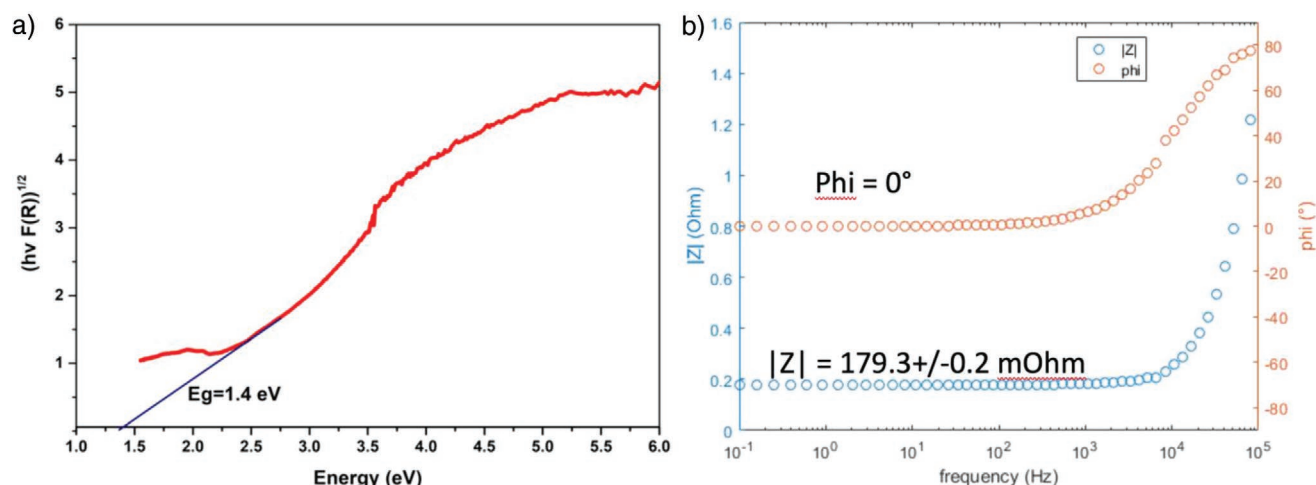 a)
6
5
4
3
2
1
(hν F(R))^1/2
Eg=1.4 eV
1.0 1.5 2.0 2.5 3.0 3.5 4.0 4.5 5.0 5.5 6.0
Energy (eV)
b)
1.6
1.4
1.2
1
0.8
0.6
0.4
0.2
0
|Z| (Ohm)
|Z|
phi
Phi = 0°
|Z| = 179.3+/-0.2 mOhm
80
60
40
20
0
-20
-40
-60
-80
phi (°)
10^-1 10^0 10^1 10^2 10^3 10^4 10^5
frequency (Hz)